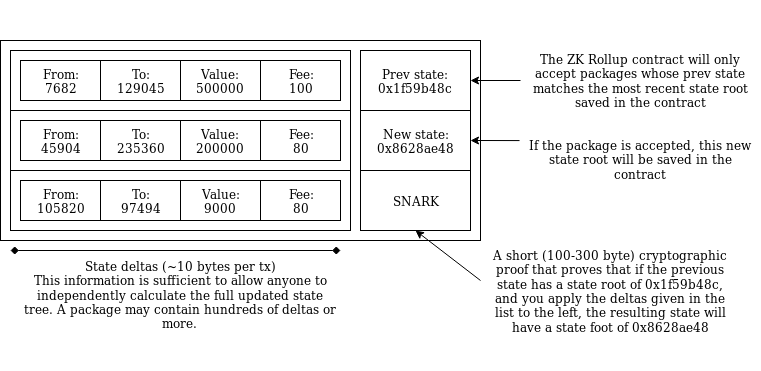 From: 7682
To: 129045
Value: 500000
Fee: 100
Prev state: 0x1f59b48c
From: 45904
To: 235360
Value: 200000
Fee: 80
New state: 0x8628ae48
From: 105820
To: 97494
Value: 9000
Fee: 80
SNARK
The ZK Rollup contract will only
accept packages whose prev state
matches the most recent state root
saved in the contract
If the package is accepted, this new
state root will be saved in the
contract
State deltas (~10 bytes per tx)
This information is sufficient to allow anyone to
independently calculate the full updated state
tree. A package may contain hundreds of deltas or
more.
A short (100-300 byte) cryptographic
proof that proves that if the previous
state has a state root of 0x1f59b48c,
and you apply the deltas given in the
list to the left, the resulting state will
have a state foot of 0x8628ae48